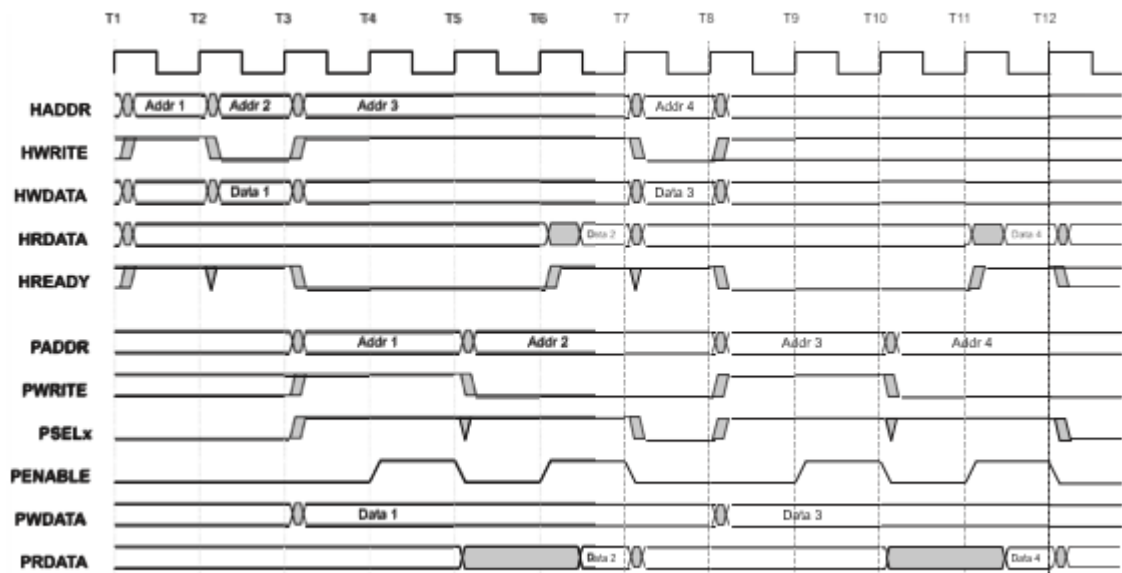 T1 T2 T3 T4 T5 T6 T7 T8 T9 T10 T11 T12
HADDR Addr 1 Addr 2 Addr 3 Addr 4
HWRITE
HWDATA Data 1 Data 3
HRDATA Data 2 Data 4
HREADY
PADDR Addr 1 Addr 2 Addr 3 Addr 4
PWRITE
PSELx
PENABLE
PWDATA Data 1 Data 3
PRDATA Data 2 Data 4